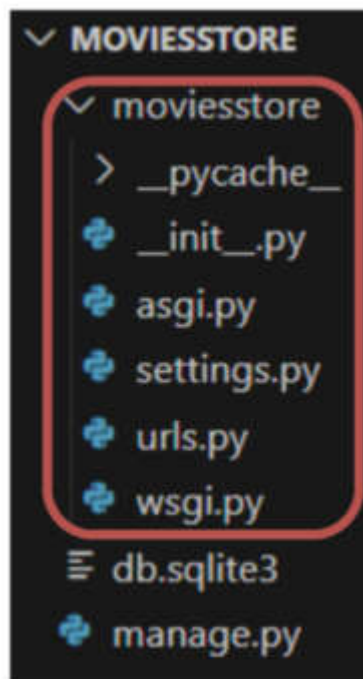 MOVIESSTORE
moviesstore
__pycache__
__init__.py
asgi.py
settings.py
urls.py
wsgi.py
db.sqlite3
manage.py